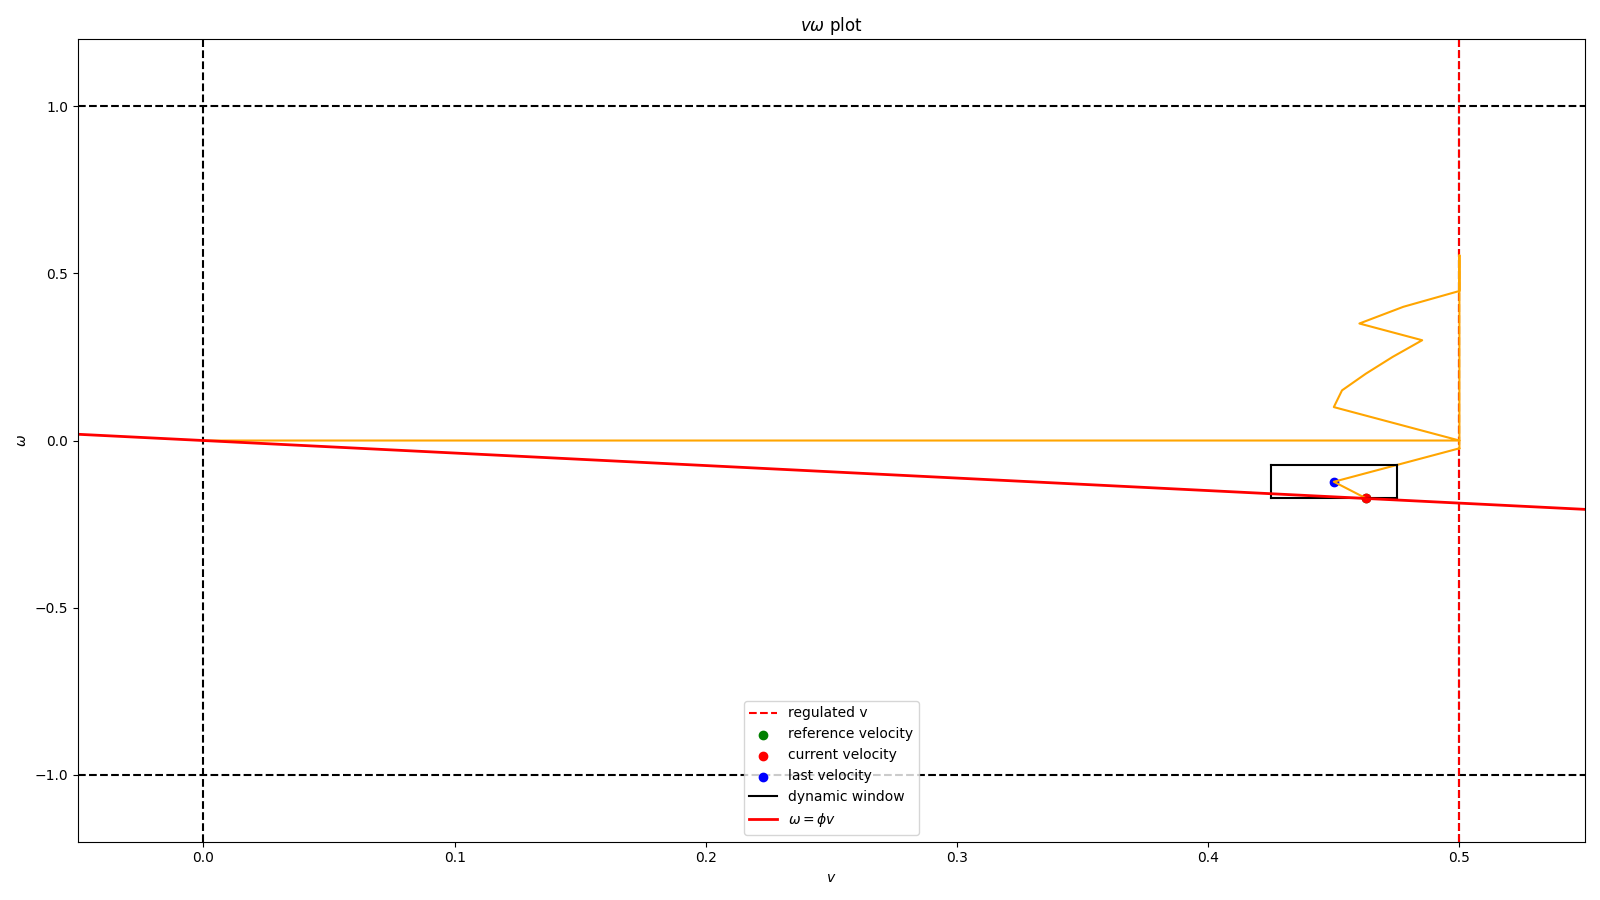 vω plot
1.0
0.5
0.0
−0.5
−1.0
ω
0.0 0.1 0.2 0.3 0.4 0.5
v
regulated v
reference velocity
current velocity
last velocity
dynamic window
ω = ϕv